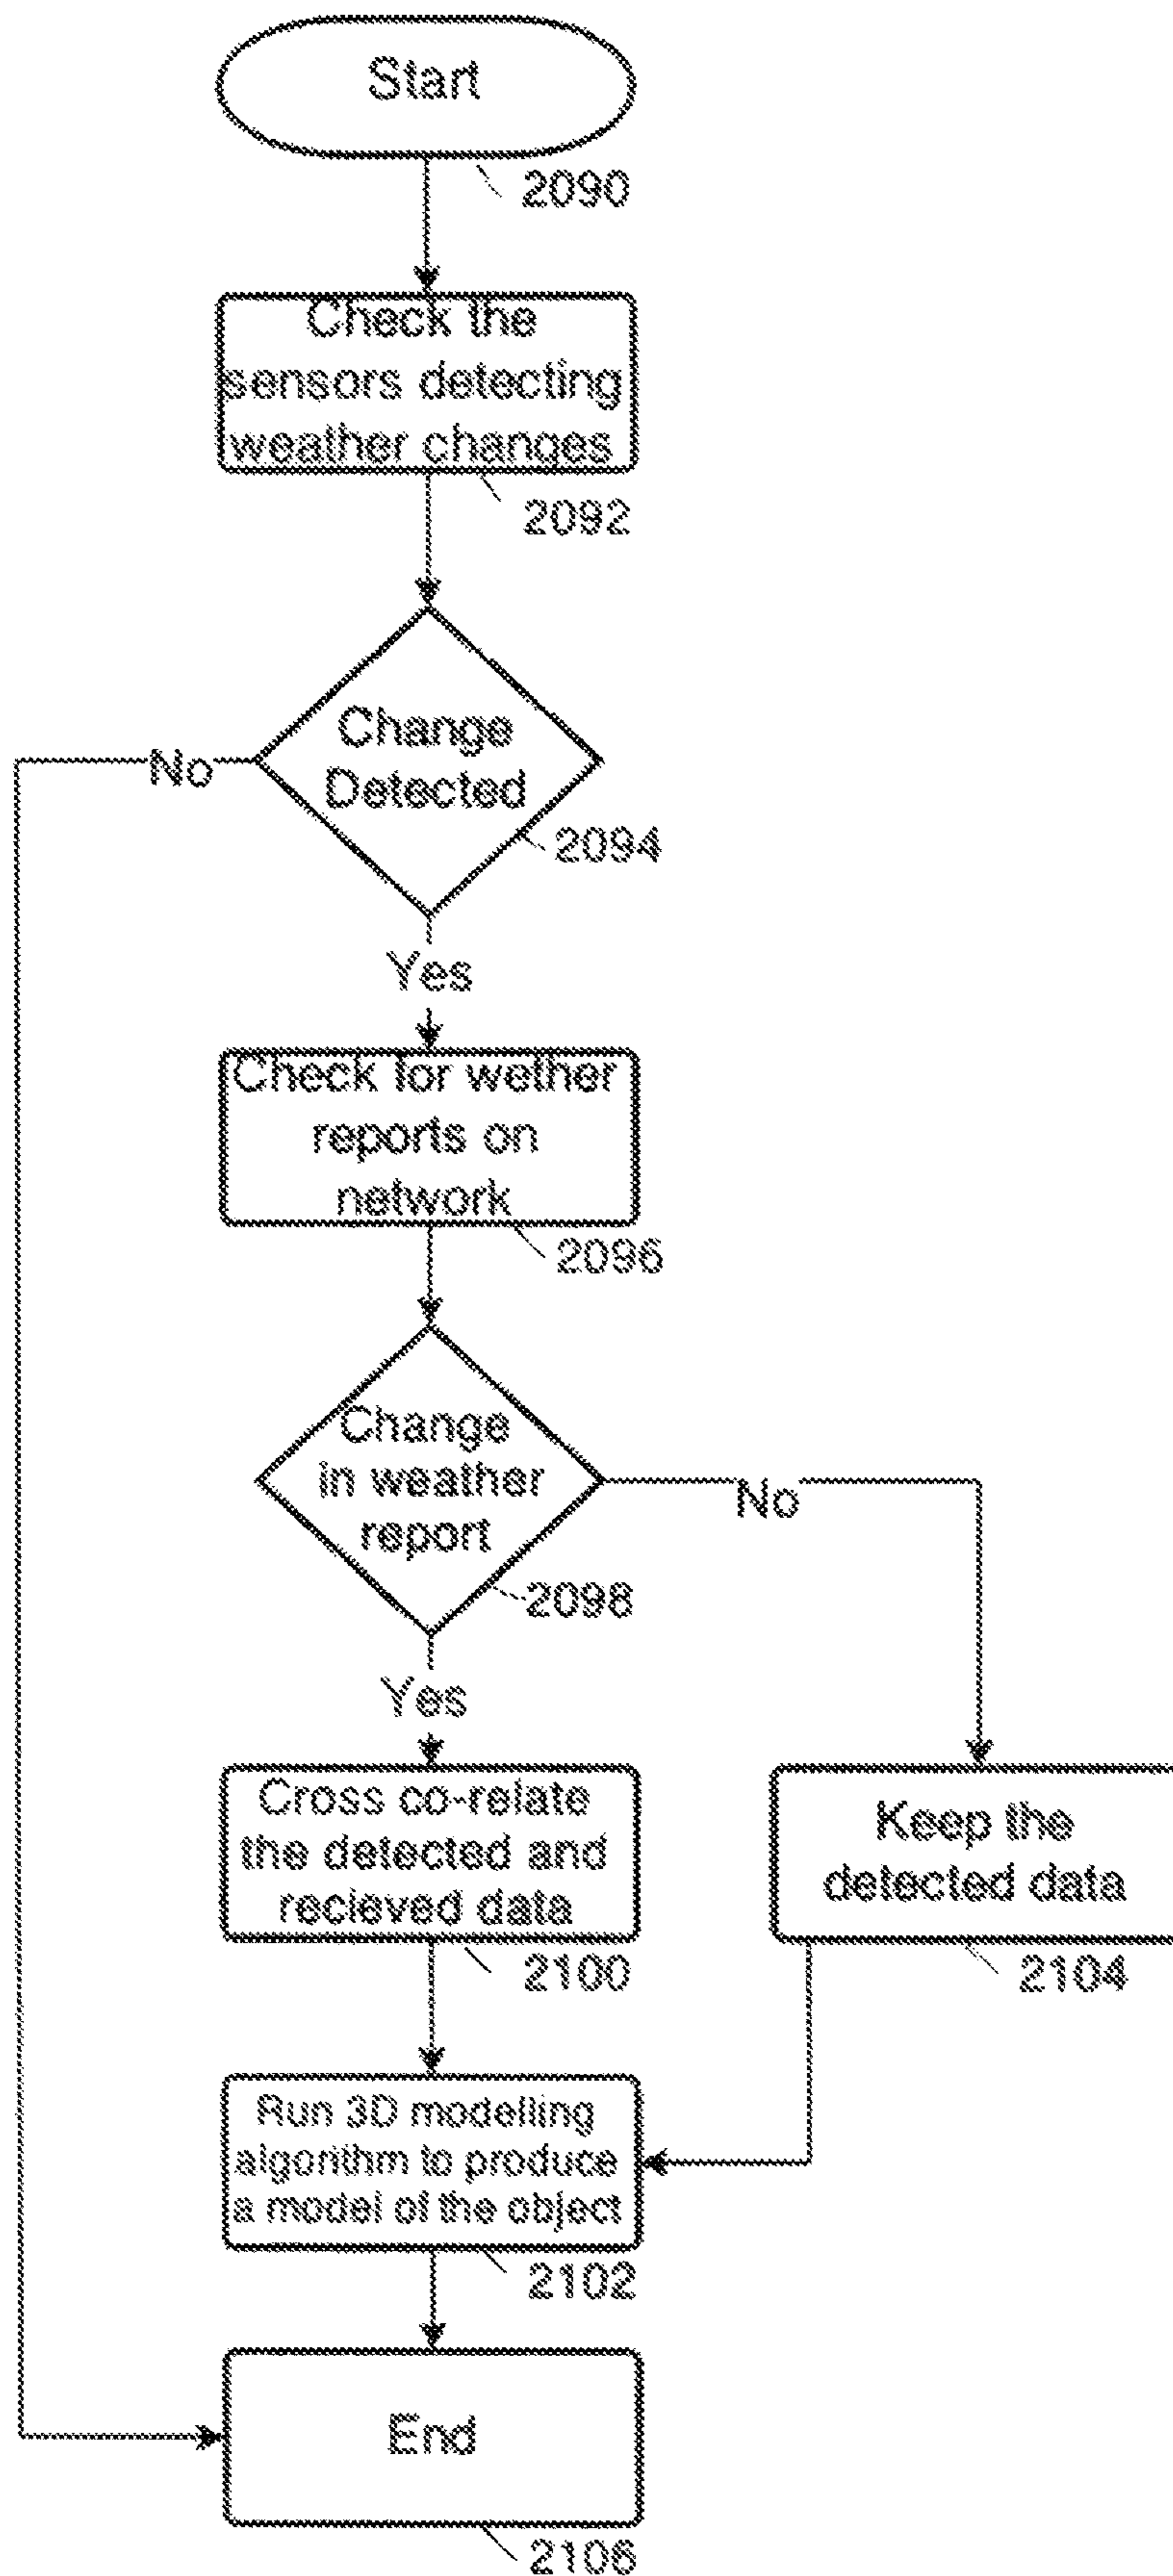 Start
2090
Check the
sensors detecting
weather changes
2092
Change
Detected
No
2094
Yes
Check for wether
reports on
network
2096
Change
in weather
report
No
2098
Yes
Cross co-relate
the detected and
recieved data
2100
Keep the
detected data
2104
Run 3D modelling
algorithm to produce
a model of the object
2102
End
2106